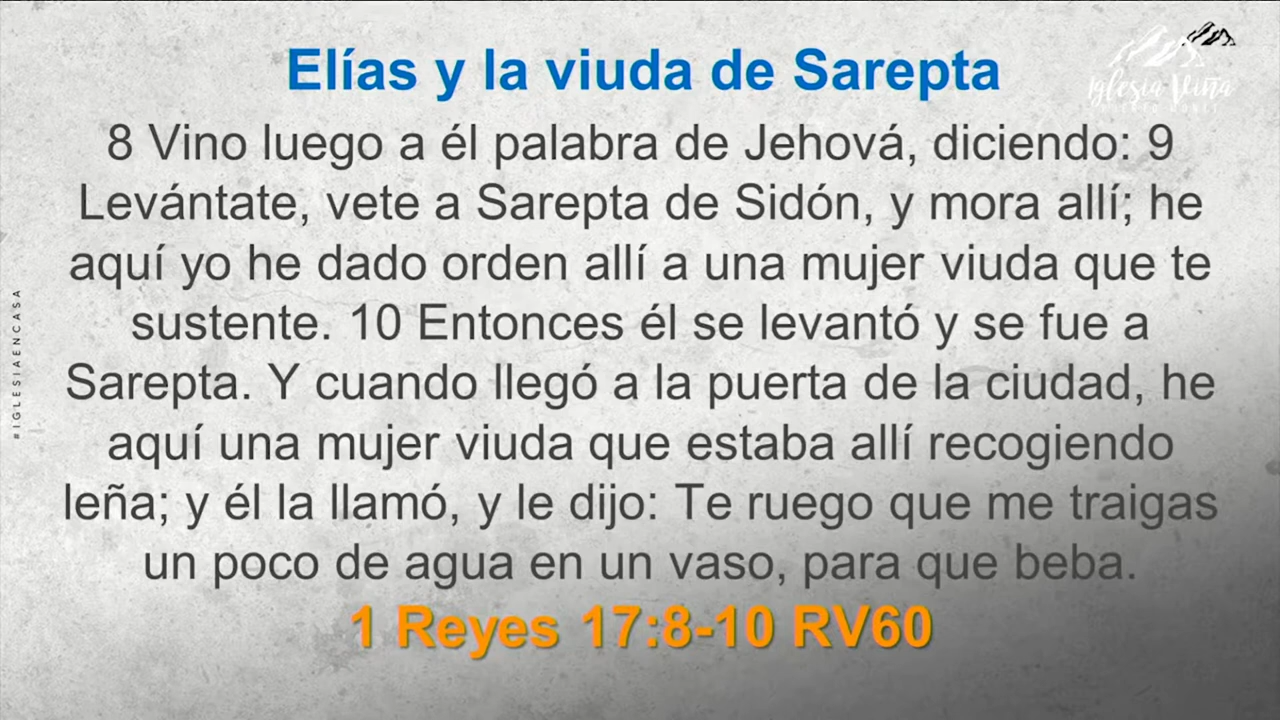 Elías y la viuda de Sarepta
Iglesia Viña
8 Vino luego a él palabra de Jehová, diciendo: 9
Levántate, vete a Sarepta de Sidón, y mora allí; he
aquí yo he dado orden allí a una mujer viuda que te
sustente. 10 Entonces él se levantó y se fue a
Sarepta. Y cuando llegó a la puerta de la ciudad, he
aquí una mujer viuda que estaba allí recogiendo
leña; y él la llamó, y le dijo: Te ruego que me traigas
un poco de agua en un vaso, para que beba.
1 Reyes 17:8-10 RV60
#IGLESIAENCASA